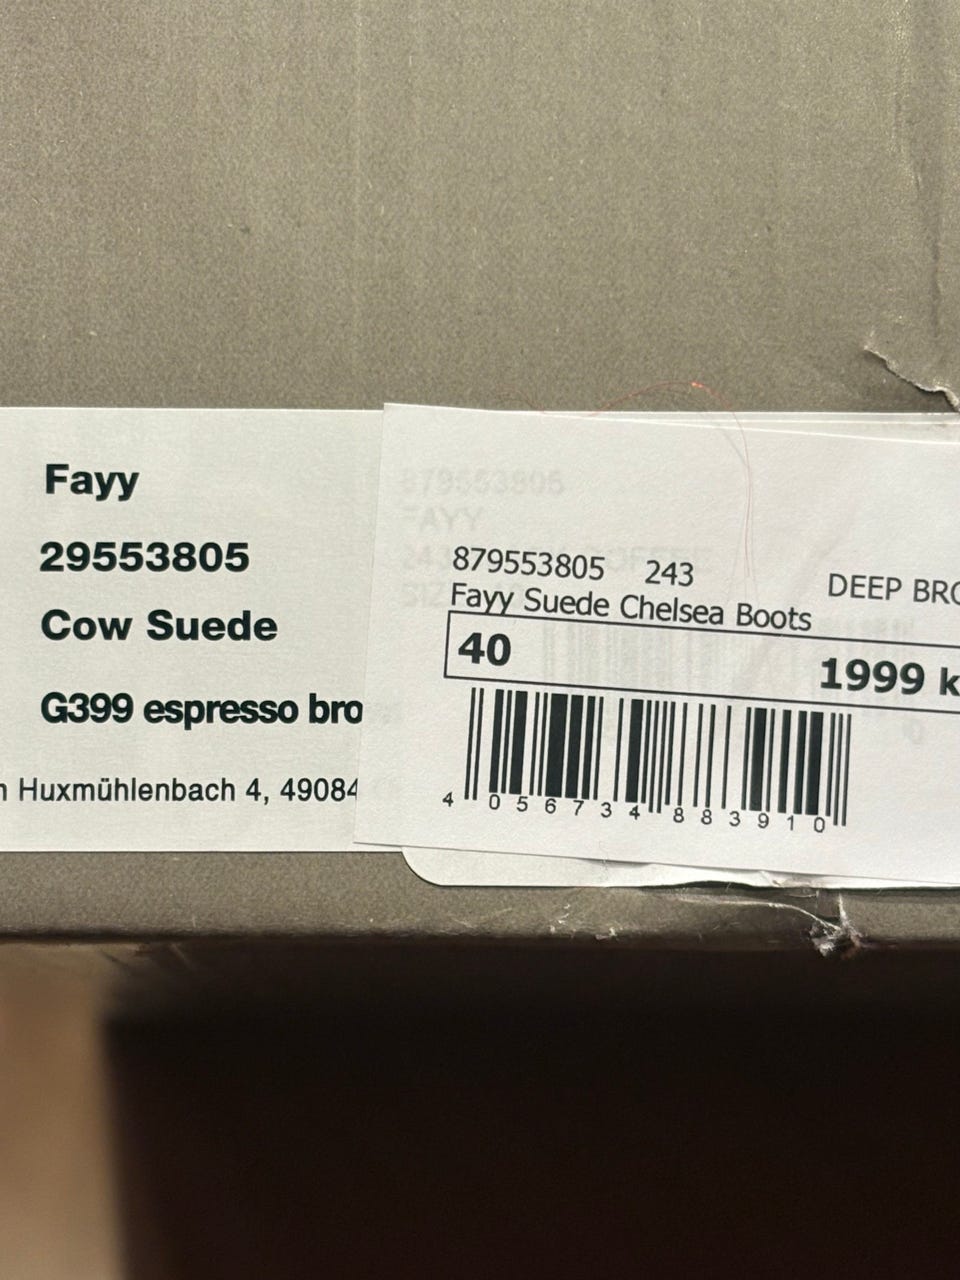 Fayy
29553805
Cow Suede
G399 espresso bro
Huxmühlenbach 4, 49084
879553805
FAYY
243
879553805 243 DEEP BRO
Fayy Suede Chelsea Boots
40 1999 k
4 056734 883910